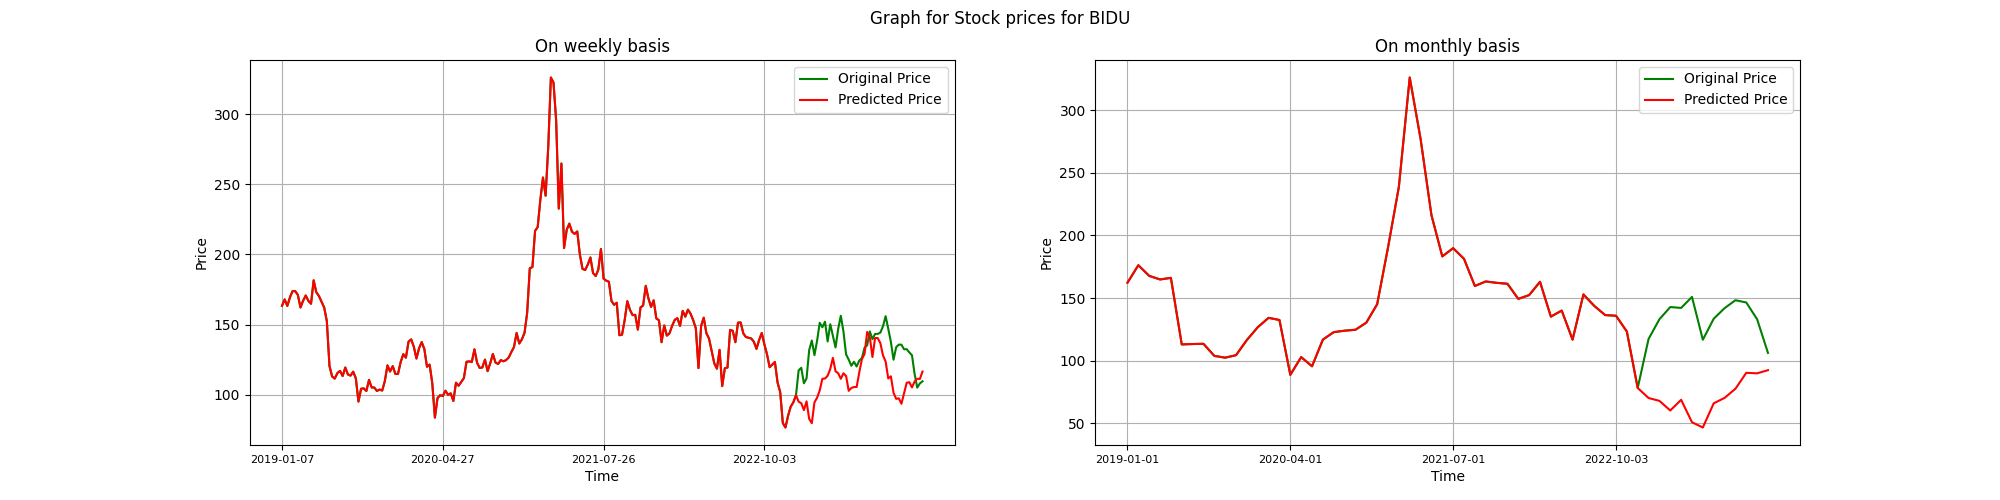 Graph for Stock prices for BIDU
On weekly basis
Original Price
Predicted Price
300
250
200
150
100
Price
2019-01-07
2020-04-27
2021-07-26
2022-10-03
Time
On monthly basis
Original Price
Predicted Price
300
250
200
150
100
50
Price
2019-01-01
2020-04-01
2021-07-01
2022-10-03
Time